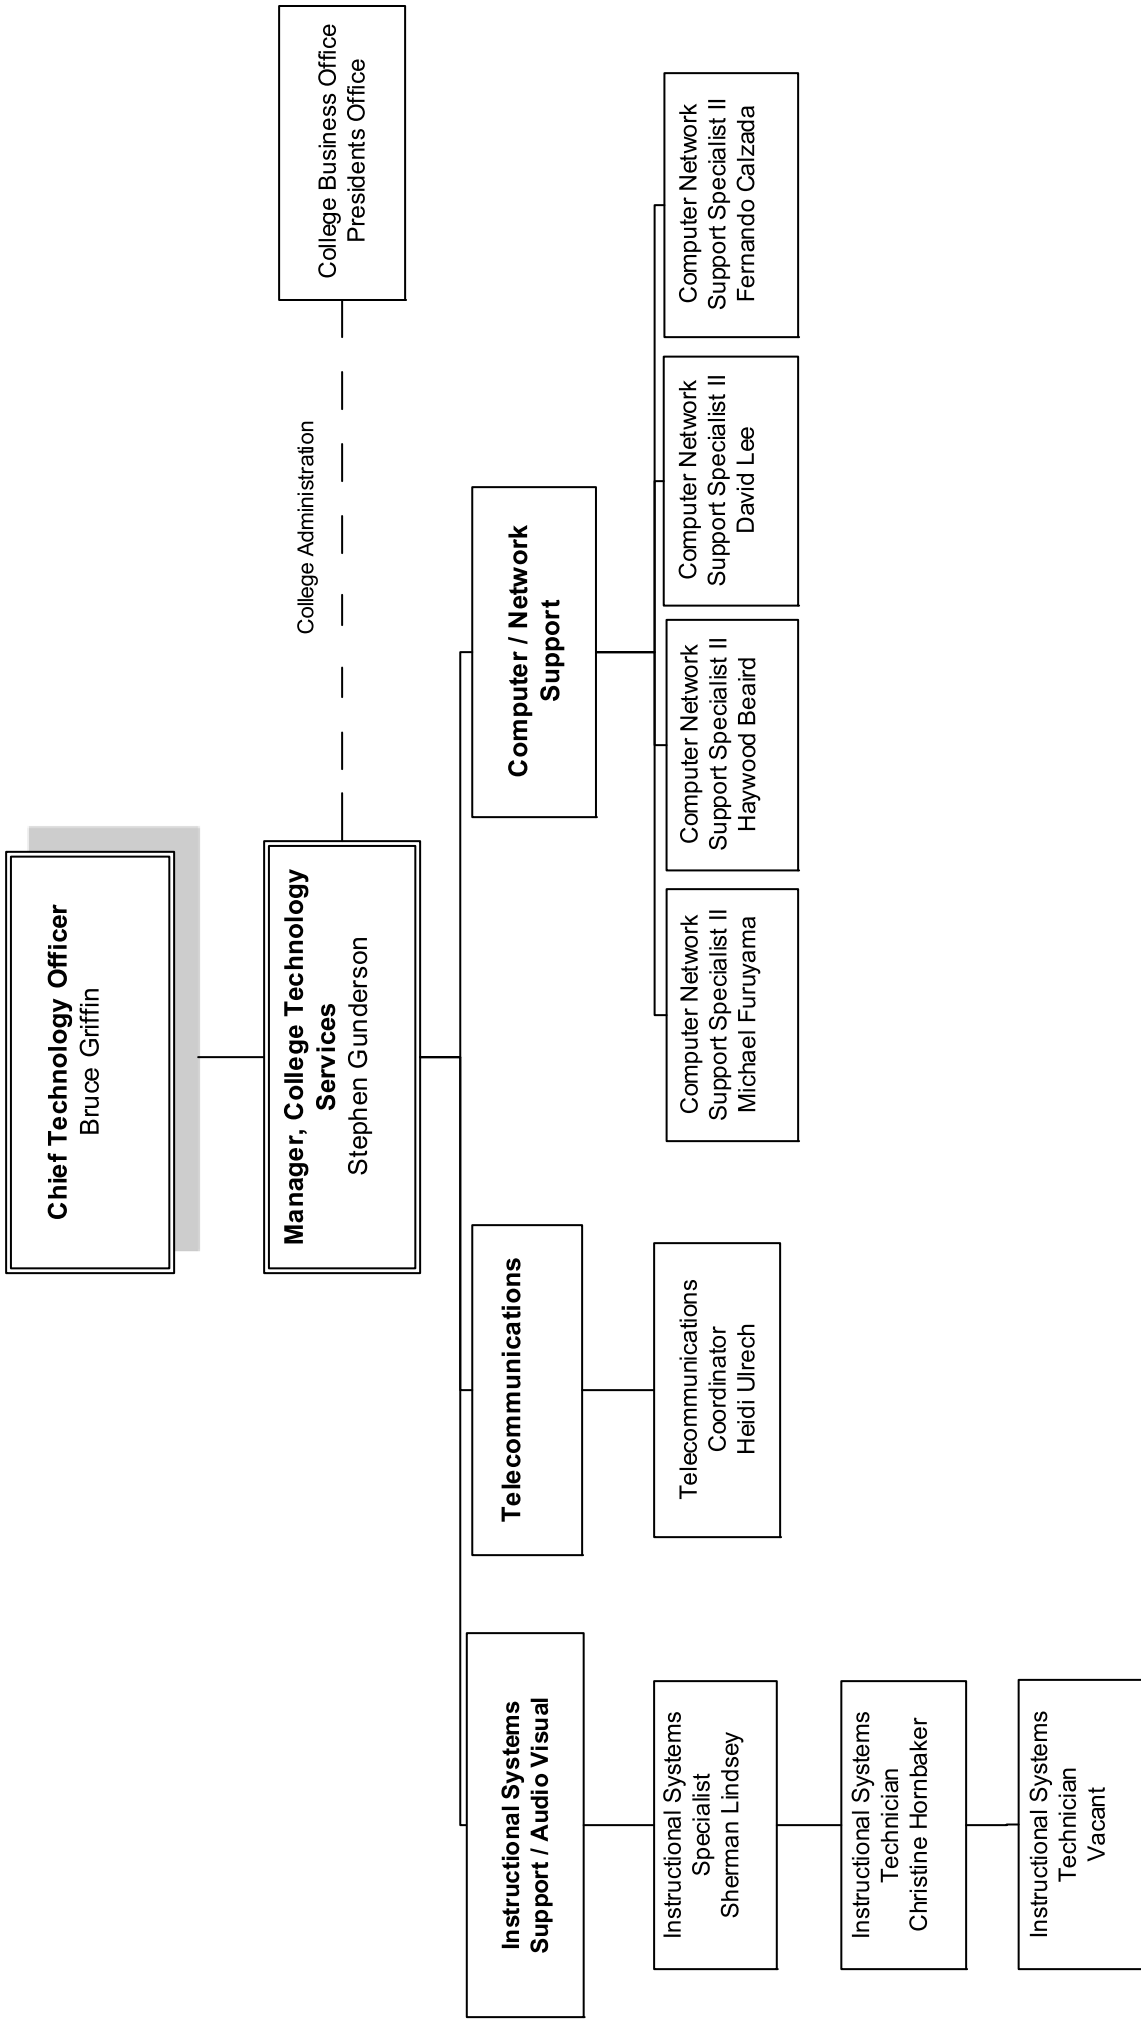 Chief Technology Officer
Bruce Griffin
Manager, College Technology
Services
Stephen Gunderson
College Administration
College Business Office
Presidents Office
Instructional Systems
Support / Audio Visual
Telecommunications
Computer / Network
Support
Instructional Systems
Specialist
Sherman Lindsey
Telecommunications
Coordinator
Heidi Ulrech
Computer Network
Support Specialist II
Michael Furuyama
Computer Network
Support Specialist II
Haywood Beaird
Computer Network
Support Specialist II
David Lee
Computer Network
Support Specialist II
Fernando Calzada
Instructional Systems
Technician
Christine Hornbaker
Instructional Systems
Technician
Vacant